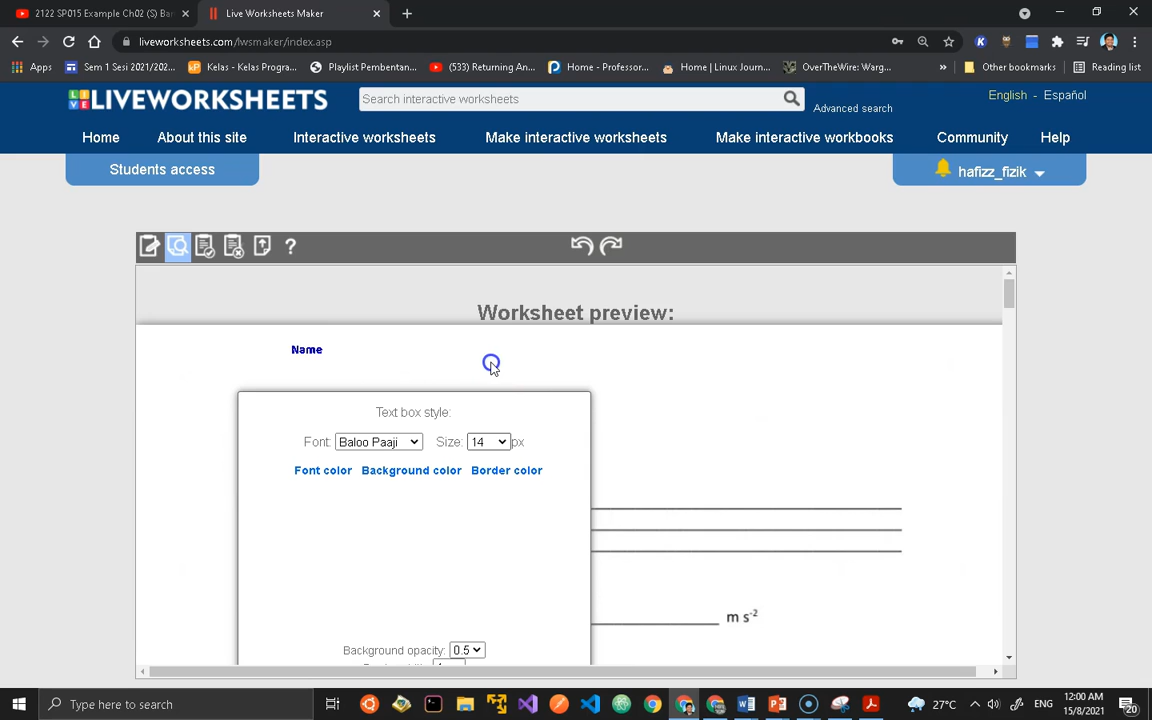 2122 SP015 Example Ch02 (S) Ba
Live Worksheets Maker
liveworksheets.com/lwsmaker/index.asp
Apps
Sem 1 Sesi 2021/202...
Kelas - Kelas Progra...
Playlist Pembentan...
(533) Returning An...
Home - Professor...
Home | Linux Journ...
OverTheWire: Warg...
»
Other bookmarks
Reading list
LIVEWORKSHEETS
Search interactive worksheets
Advanced search
English - Español
Home
About this site
Interactive worksheets
Make interactive worksheets
Make interactive workbooks
Community
Help
Students access
hafizz_fizik
?
Worksheet preview:
Name
Text box style:
Font: Baloo Paaji Size: 14 px
Font color Background color Border color
m s-2
Background opacity: 0.5
Type here to search
27°C
ENG
12:00 AM
15/8/2021
20